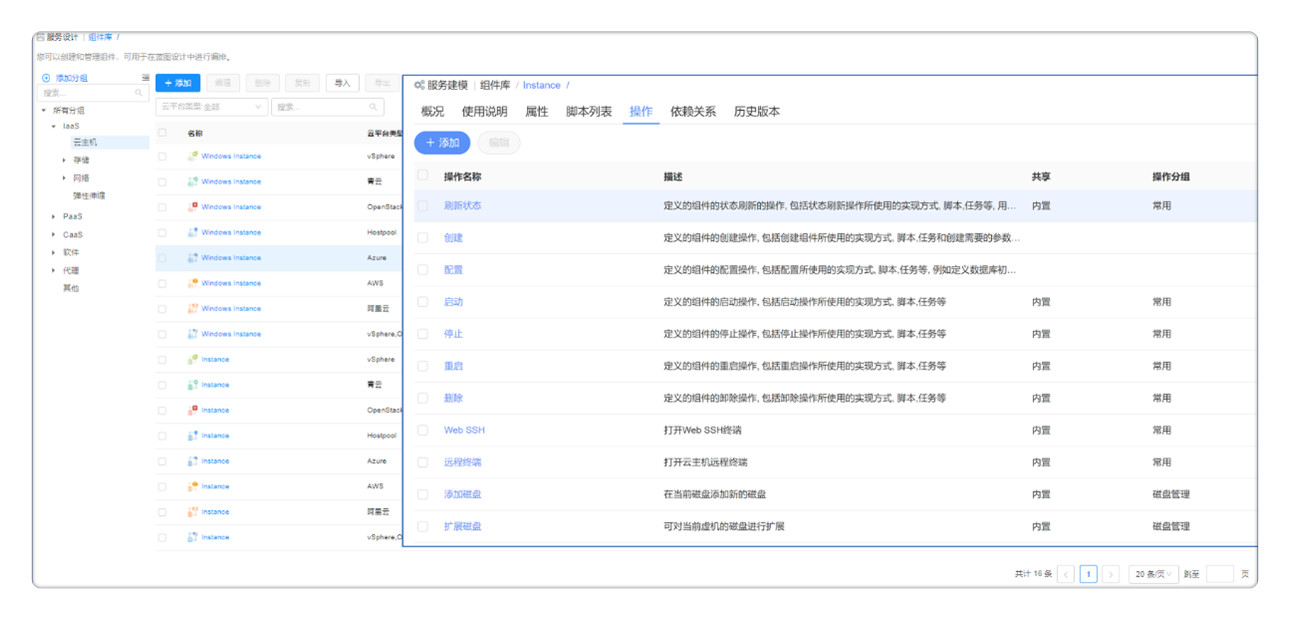 服务设计 | 组件库 /
您可以创建和管理组件，可用于在蓝图设计中进行编排。
添加分组
搜索...
所有分组
IaaS
云主机
存储
网络
弹性伸缩
PaaS
CaaS
软件
代理
其他
+ 添加 编辑 删除 复制 导入 导出
云平台类型 全部 搜索...
名称 云平台类型
Windows Instance vSphere
Windows Instance 青云
Windows Instance OpenStack
Windows Instance Hostpool
Windows Instance Azure
Windows Instance AWS
Windows Instance 阿里云
Windows Instance vSphere,O
Instance vSphere
Instance 青云
Instance OpenStack
Instance Hostpool
Instance Azure
Instance AWS
Instance 阿里云
Instance vSphere,O
服务建模 | 组件库 / Instance /
概况 使用说明 属性 脚本列表 操作 依赖关系 历史版本
+ 添加 编辑
操作名称 描述 共享 操作分组
刷新状态 定义的组件的状态刷新的操作, 包括状态刷新操作所使用的实现方式, 脚本,任务等, 用... 内置 常用
创建 定义的组件的创建操作, 包括创建组件所使用的实现方式, 脚本,任务和创建需要的参数...
配置 定义的组件的配置操作, 包括配置所使用的实现方式, 脚本,任务等, 例如定义数据库初...
启动 定义的组件的启动操作, 包括启动操作所使用的实现方式, 脚本,任务等 内置 常用
停止 定义的组件的停止操作, 包括停止操作所使用的实现方式, 脚本,任务等 内置 常用
重启 定义的组件的重启操作, 包括重启操作所使用的实现方式, 脚本,任务等 内置 常用
删除 定义的组件的卸除操作, 包括卸除操作所使用的实现方式, 脚本,任务等 内置 常用
Web SSH 打开Web SSH终端 内置 常用
远程终端 打开云主机远程终端 内置 常用
添加磁盘 在当前磁盘添加新的磁盘 内置 磁盘管理
扩展磁盘 可对当前虚机的磁盘进行扩展 内置 磁盘管理
共计 16 条 < 1 > 20 条/页 跳至 页